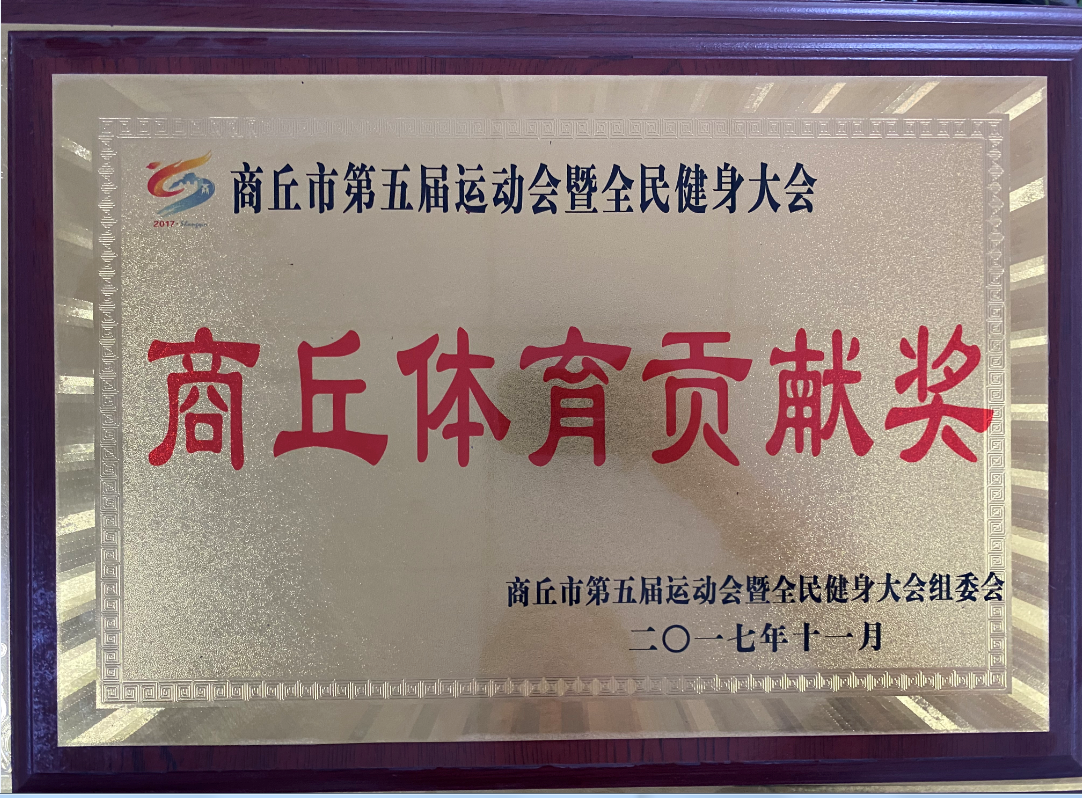 商丘市第五届运动会暨全民健身大会
2017·Shangqiu
商丘体育贡献奖
商丘市第五届运动会暨全民健身大会组委会
二〇一七年十一月